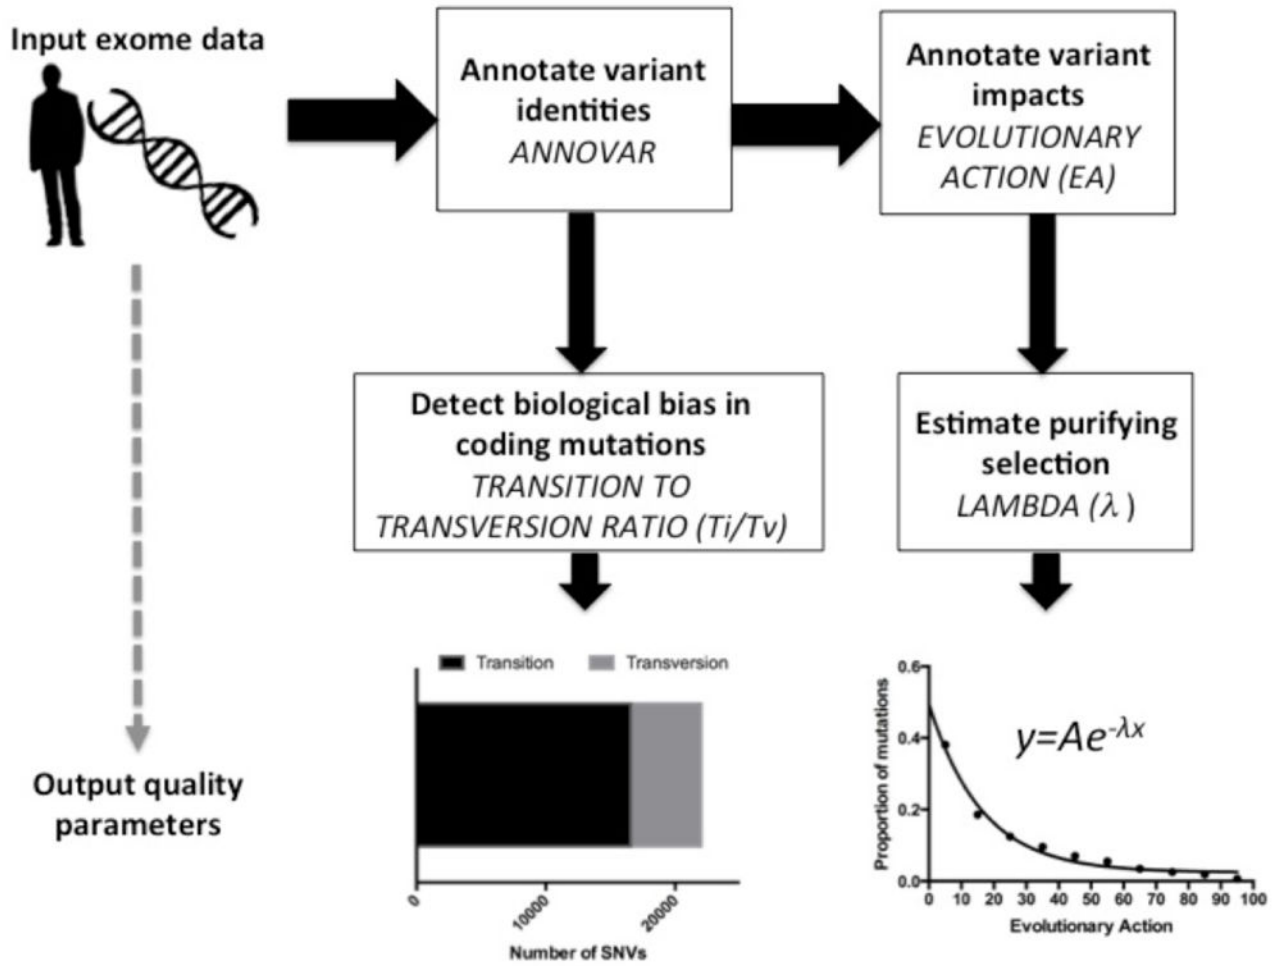 Input exome data
Annotate variant
identities
ANNOVAR
Annotate variant
impacts
EVOLUTIONARY
ACTION (EA)
Detect biological bias in
coding mutations
TRANSITION TO
TRANSVERSION RATIO (Ti/Tv)
Estimate purifying
selection
LAMBDA (λ )
Output quality
parameters
Transition
Transversion
0
10000
20000
Number of SNVs
Proportion of mutations
0.6
0.4
0.2
0.0
y=Ae^-λx
0 10 20 30 40 50 60 70 80 90 100
Evolutionary Action